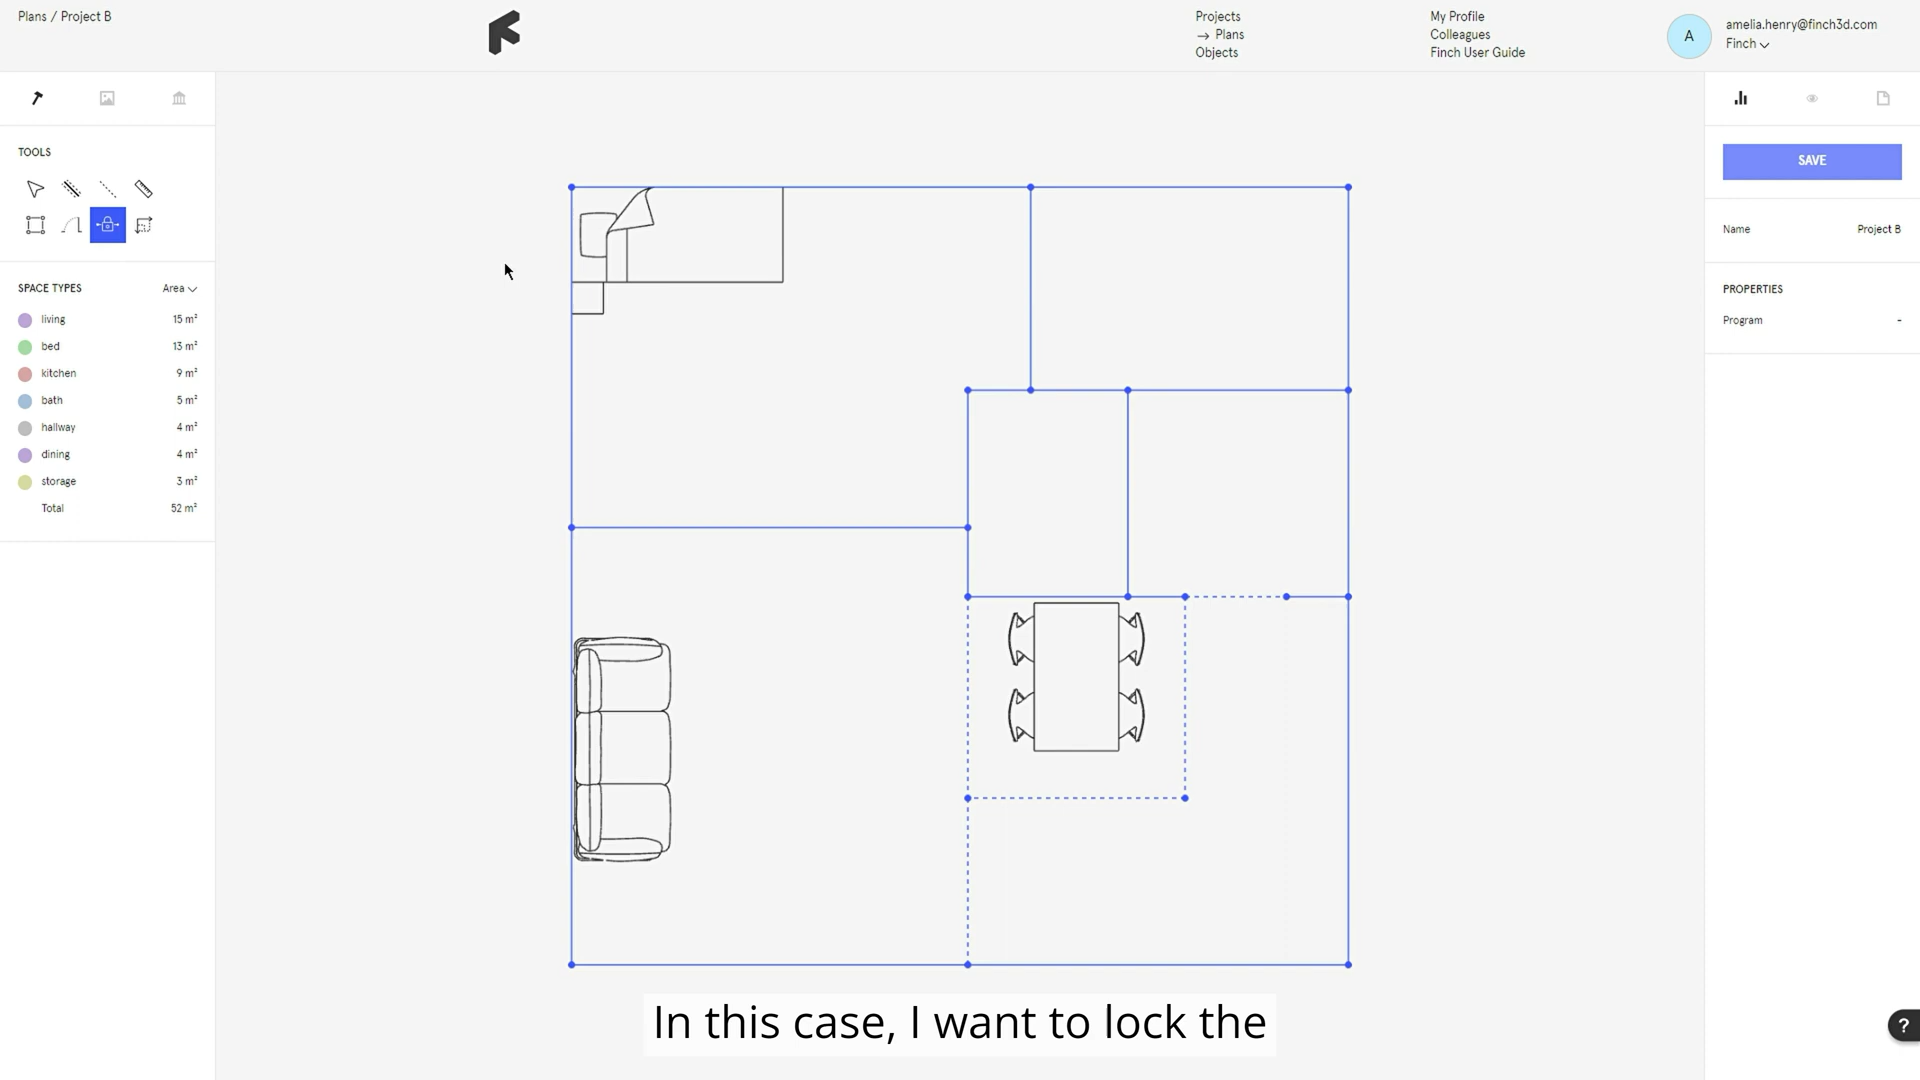 Plans / Project B
Projects
→ Plans
Objects
My Profile
Colleagues
Finch User Guide
A
amelia.henry@finch3d.com
Finch
TOOLS
SPACE TYPES
Area
living 15 m²
bed 13 m²
kitchen 9 m²
bath 5 m²
hallway 4 m²
dining 4 m²
storage 3 m²
Total 52 m²
SAVE
Name Project B
PROPERTIES
Program -
In this case, I want to lock the
?